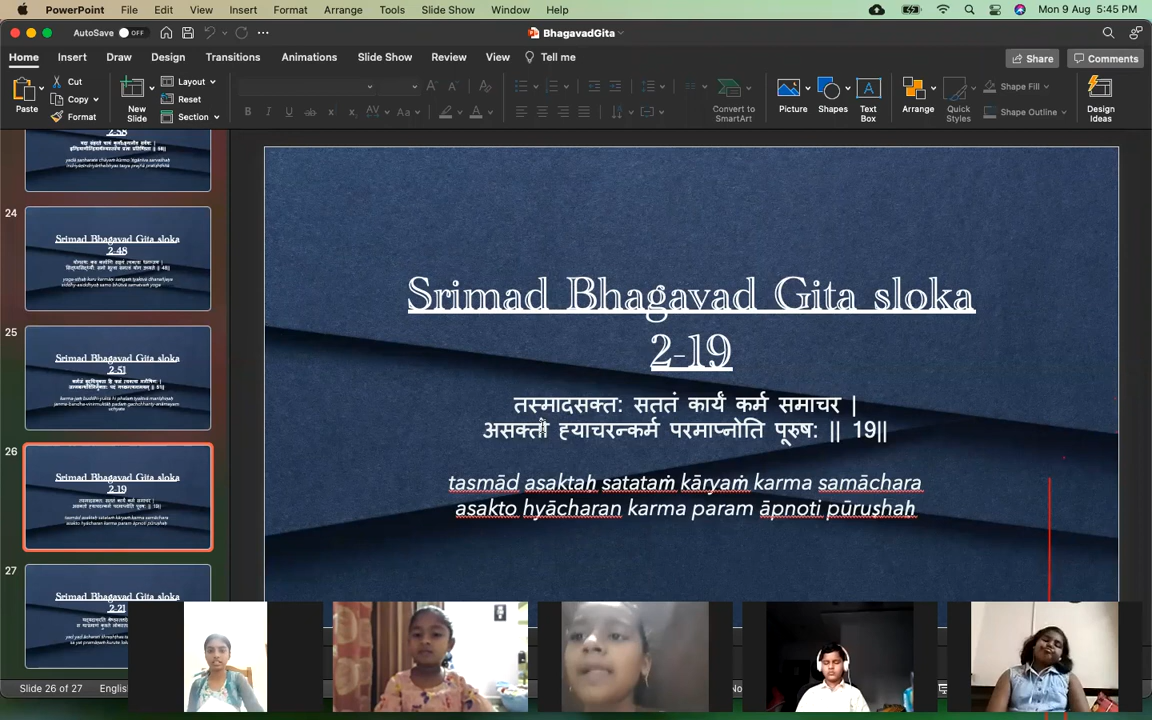 PowerPoint File Edit View Insert Format Arrange Tools Slide Show Window Help Mon 9 Aug 5:45 PM
AutoSave OFF BhagavadGita
Home Insert Draw Design Transitions Animations Slide Show Review View Tell me Share Comments
Paste Cut Copy Format New Slide Layout Reset Section Convert to SmartArt Picture Shapes Text Box Arrange Quick Styles Shape Fill Shape Outline Design Ideas
2-58
24
Srimad Bhagavad Gita sloka
2-48
25
Srimad Bhagavad Gita sloka
2-51
26
Srimad Bhagavad Gita sloka
2-19
27
Srimad Bhagavad Gita sloka
2-21
Srimad Bhagavad Gita sloka
2-19
तस्मादसक्त: सततं कार्यं कर्म समाचर |
असक्तो ह्याचरन्कर्म परमाप्नोति पूरुष: || 19||
tasmād asaktaḥ satataṁ kāryaṁ karma samāchara
asakto hyācharan karma param āpnoti pūruṣhaḥ
Slide 26 of 27